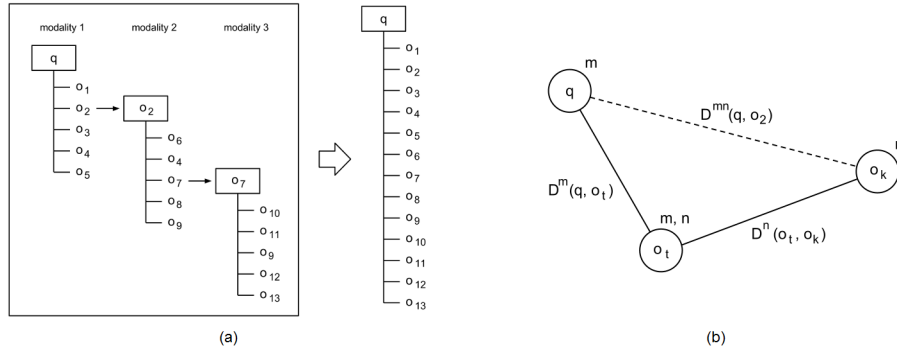 modality 1 modality 2 modality 3
q
o1
o2
o3
o4
o5
o2
o6
o4
o7
o8
o9
o7
o10
o11
o9
o12
o13
q
o1
o2
o3
o4
o5
o6
o7
o8
o9
o10
o11
o12
o13
(a)
m
q
D^mn(q, o2)
ok
D^m(q, ot)
m, n
ot
D^n(ot, ok)
(b)